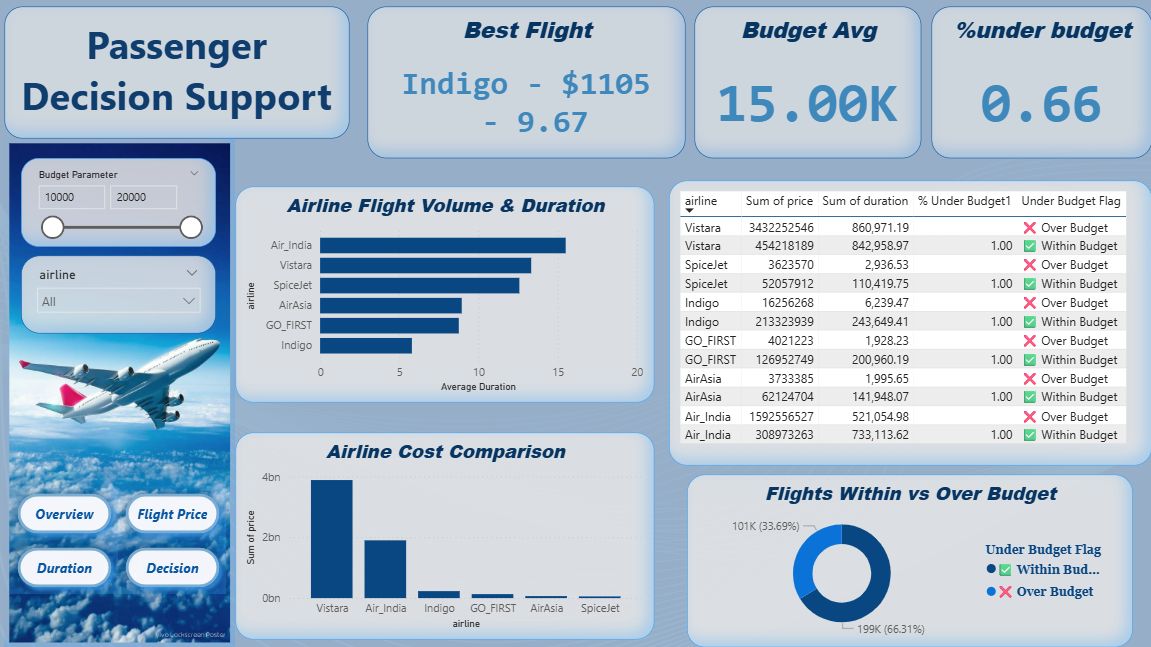 Passenger
Decision Support
Best Flight
Indigo - $1105
- 9.67
Budget Avg
15.00K
%under budget
0.66
Budget Parameter
10000 20000
airline
All
Overview Flight Price
Duration Decision
Airline Flight Volume & Duration
airline
Air_India
Vistara
SpiceJet
AirAsia
GO_FIRST
Indigo
0 5 10 15 20
Average Duration
Airline Cost Comparison
Sum of price
4bn
2bn
0bn
Vistara Air_India Indigo GO_FIRST AirAsia SpiceJet
airline
airline Sum of price Sum of duration % Under Budget1 Under Budget Flag
Vistara 3432252546 860,971.19 ❌ Over Budget
Vistara 454218189 842,958.97 1.00 ✅ Within Budget
SpiceJet 3623570 2,936.53 ❌ Over Budget
SpiceJet 52057912 110,419.75 1.00 ✅ Within Budget
Indigo 16256268 6,239.47 ❌ Over Budget
Indigo 213323939 243,649.41 1.00 ✅ Within Budget
GO_FIRST 4021223 1,928.23 ❌ Over Budget
GO_FIRST 126952749 200,960.19 1.00 ✅ Within Budget
AirAsia 3733385 1,995.65 ❌ Over Budget
AirAsia 62124704 141,948.07 1.00 ✅ Within Budget
Air_India 1592556527 521,054.98 ❌ Over Budget
Air_India 308973263 733,113.62 1.00 ✅ Within Budget
Flights Within vs Over Budget
101K (33.69%)
199K (66.31%)
Under Budget Flag
✅ Within Bud...
❌ Over Budget